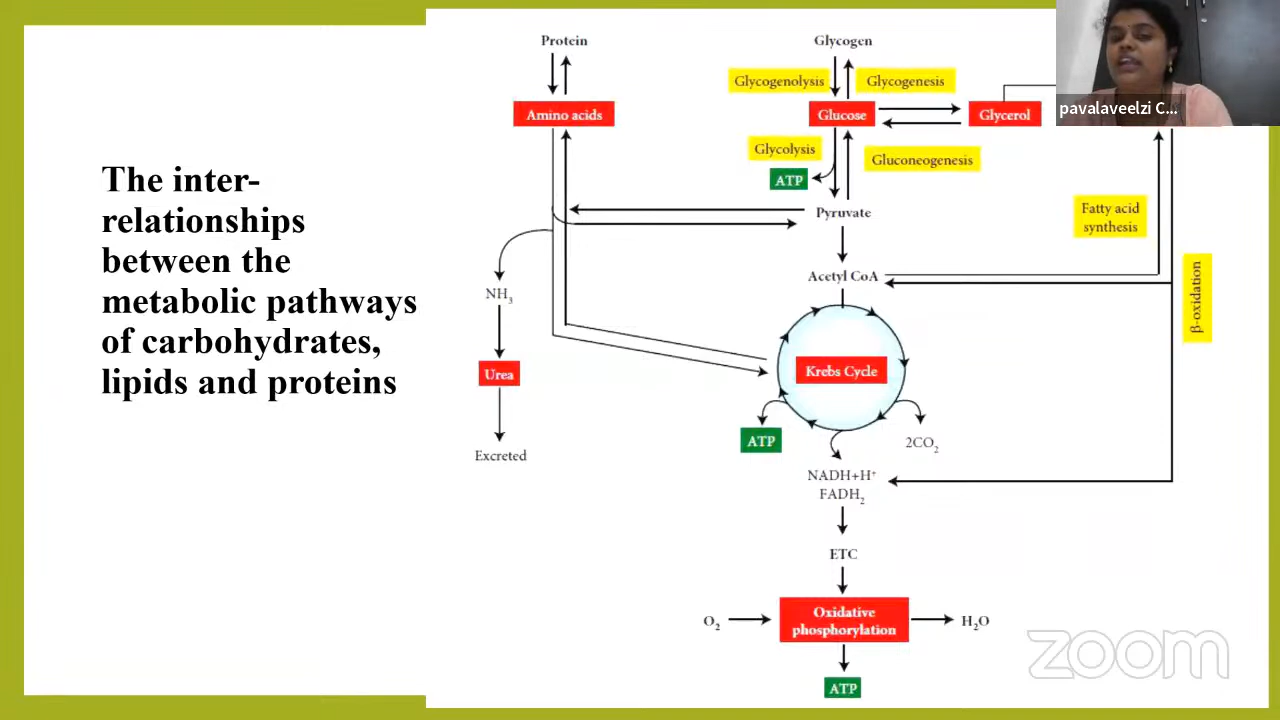 The inter-
relationships
between the
metabolic pathways
of carbohydrates,
lipids and proteins
Protein
Glycogen
Glycogenolysis
Glycogenesis
Amino acids
Glucose
Glycerol
pavalaveelzi C...
Glycolysis
Gluconeogenesis
ATP
Pyruvate
Fatty acid
synthesis
Acetyl CoA
β-oxidation
NH3
Urea
Krebs Cycle
ATP
2CO2
Excreted
NADH+H+
FADH2
ETC
O2
Oxidative
phosphorylation
H2O
ATP
zoom